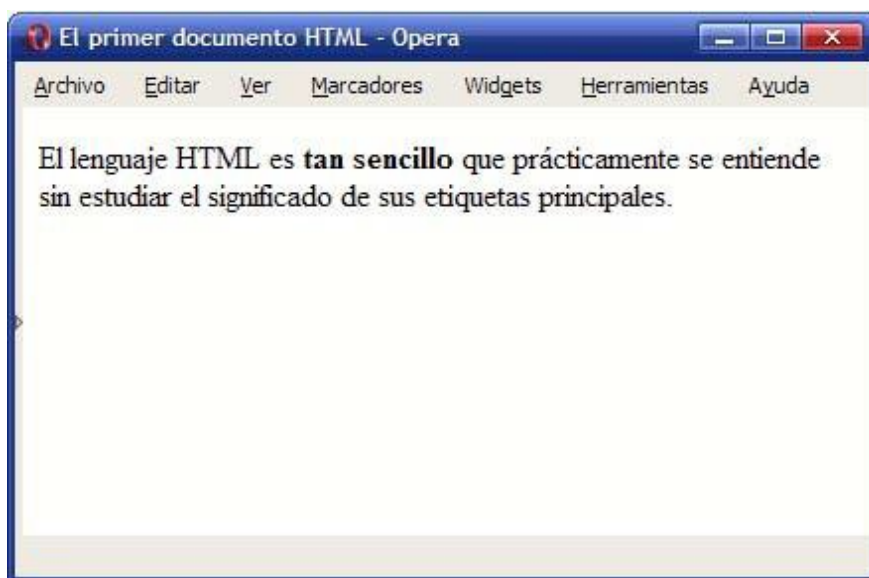 El primer documento HTML - Opera
Archivo Editar Ver Marcadores Widgets Herramientas Ayuda
El lenguaje HTML es tan sencillo que prácticamente se entiende
sin estudiar el significado de sus etiquetas principales.